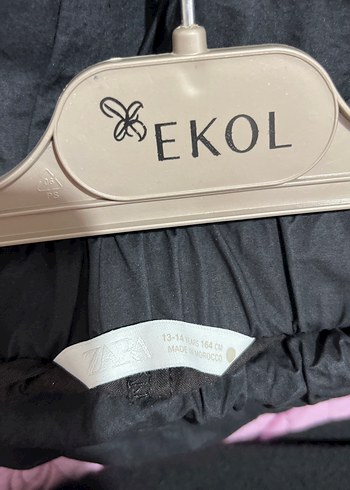 EKOL
ZARA
13-14 YEARS 164 CM
MADE IN MOROCCO